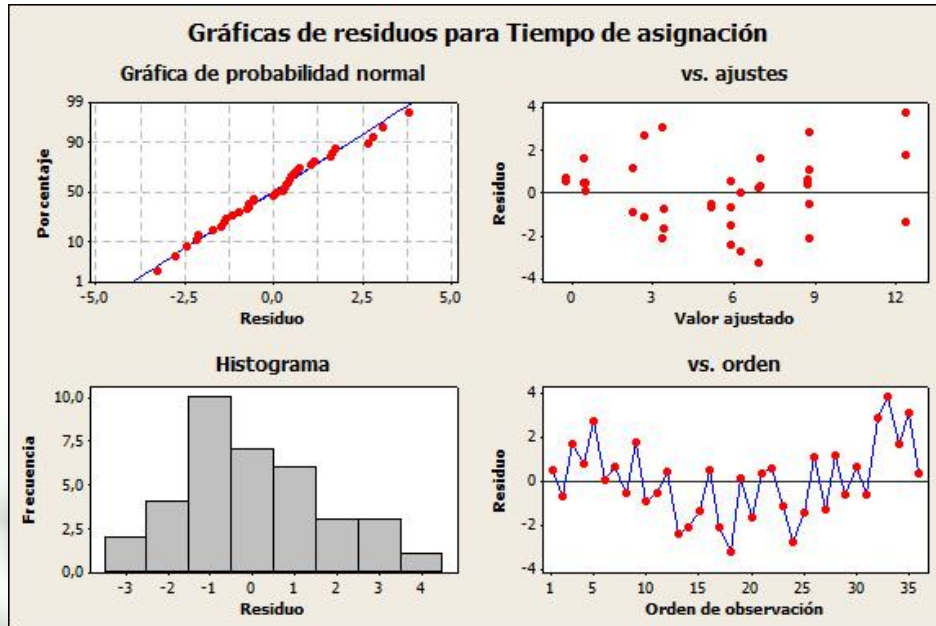 Gráficas de residuos para Tiempo de asignación
Gráfica de probabilidad normal
99
90
50
10
1
Porcentaje
-5,0 -2,5 0,0 2,5 5,0
Residuo
vs. ajustes
4
2
0
-2
-4
Residuo
0 3 6 9 12
Valor ajustado
Histograma
10,0
7,5
5,0
2,5
0,0
Frecuencia
-3 -2 -1 0 1 2 3 4
Residuo
vs. orden
4
2
0
-2
-4
Residuo
1 5 10 15 20 25 30 35
Orden de observación